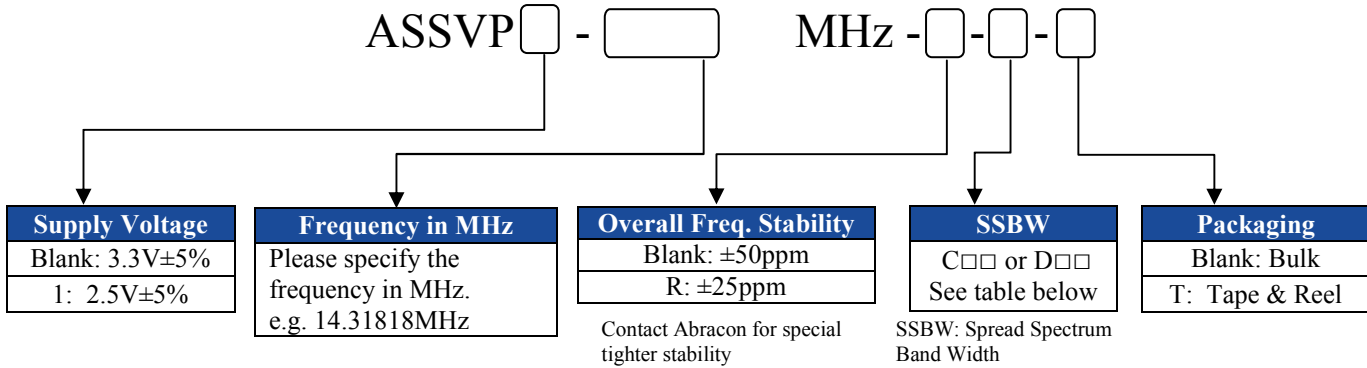 ASSVP - MHz - - -
Supply Voltage
Blank: 3.3V±5%
1: 2.5V±5%
Frequency in MHz
Please specify the
frequency in MHz.
e.g. 14.31818MHz
Overall Freq. Stability
Blank: ±50ppm
R: ±25ppm
Contact Abracon for special
tighter stability
SSBW
C□□ or D□□
See table below
SSBW: Spread Spectrum
Band Width
Packaging
Blank: Bulk
T: Tape & Reel